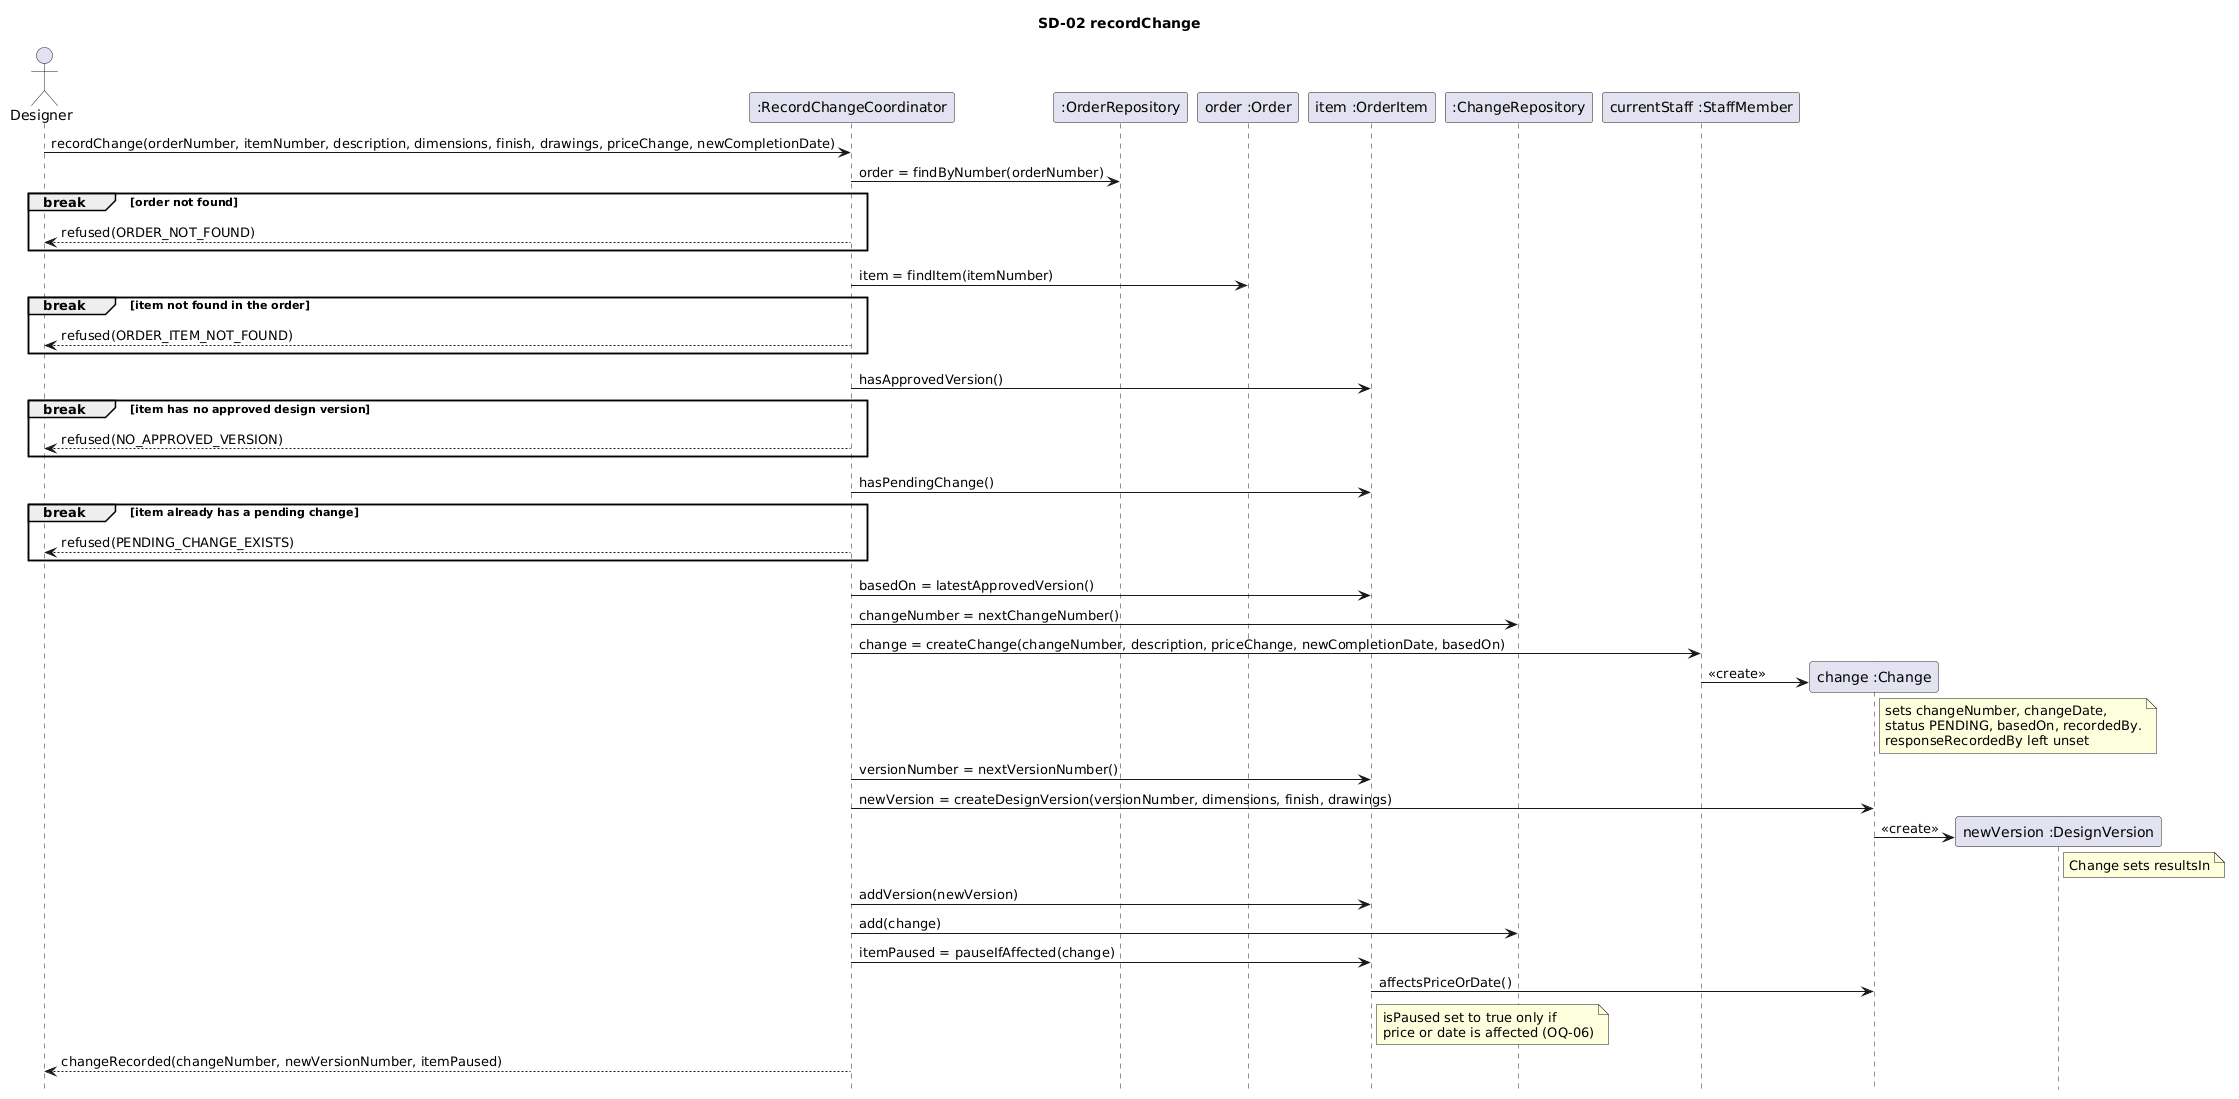 SD-02 recordChange
Designer
:RecordChangeCoordinator
:OrderRepository
order :Order
item :OrderItem
:ChangeRepository
currentStaff :StaffMember
recordChange(orderNumber, itemNumber, description, dimensions, finish, drawings, priceChange, newCompletionDate)
order = findByNumber(orderNumber)
break [order not found]
refused(ORDER_NOT_FOUND)
item = findItem(itemNumber)
break [item not found in the order]
refused(ORDER_ITEM_NOT_FOUND)
hasApprovedVersion()
break [item has no approved design version]
refused(NO_APPROVED_VERSION)
hasPendingChange()
break [item already has a pending change]
refused(PENDING_CHANGE_EXISTS)
basedOn = latestApprovedVersion()
changeNumber = nextChangeNumber()
change = createChange(changeNumber, description, priceChange, newCompletionDate, basedOn)
«create»
change :Change
sets changeNumber, changeDate,
status PENDING, basedOn, recordedBy.
responseRecordedBy left unset
versionNumber = nextVersionNumber()
newVersion = createDesignVersion(versionNumber, dimensions, finish, drawings)
«create»
newVersion :DesignVersion
Change sets resultsIn
addVersion(newVersion)
add(change)
itemPaused = pauseIfAffected(change)
affectsPriceOrDate()
isPaused set to true only if
price or date is affected (OQ-06)
changeRecorded(changeNumber, newVersionNumber, itemPaused)